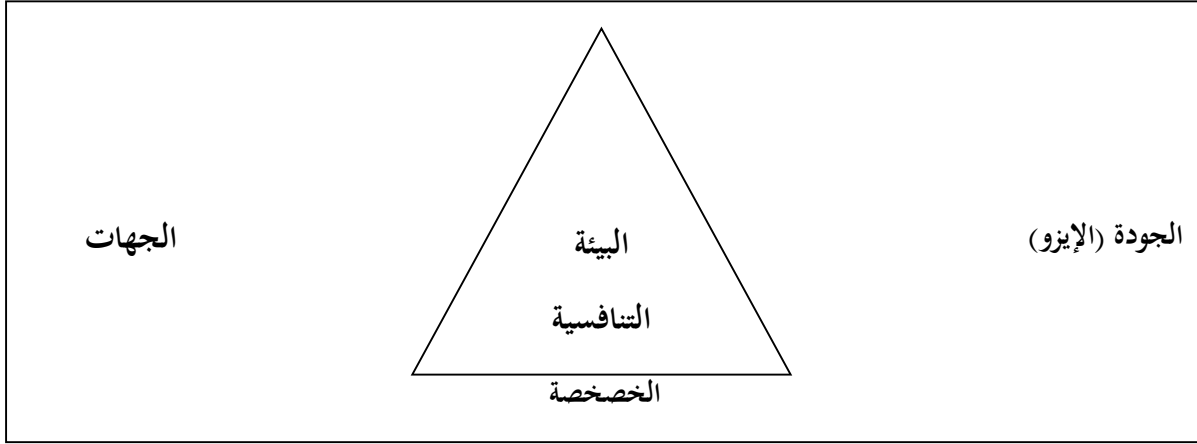 الجودة (الإيزو)
البيئة
التنافسية
الجهات
الخصخصة